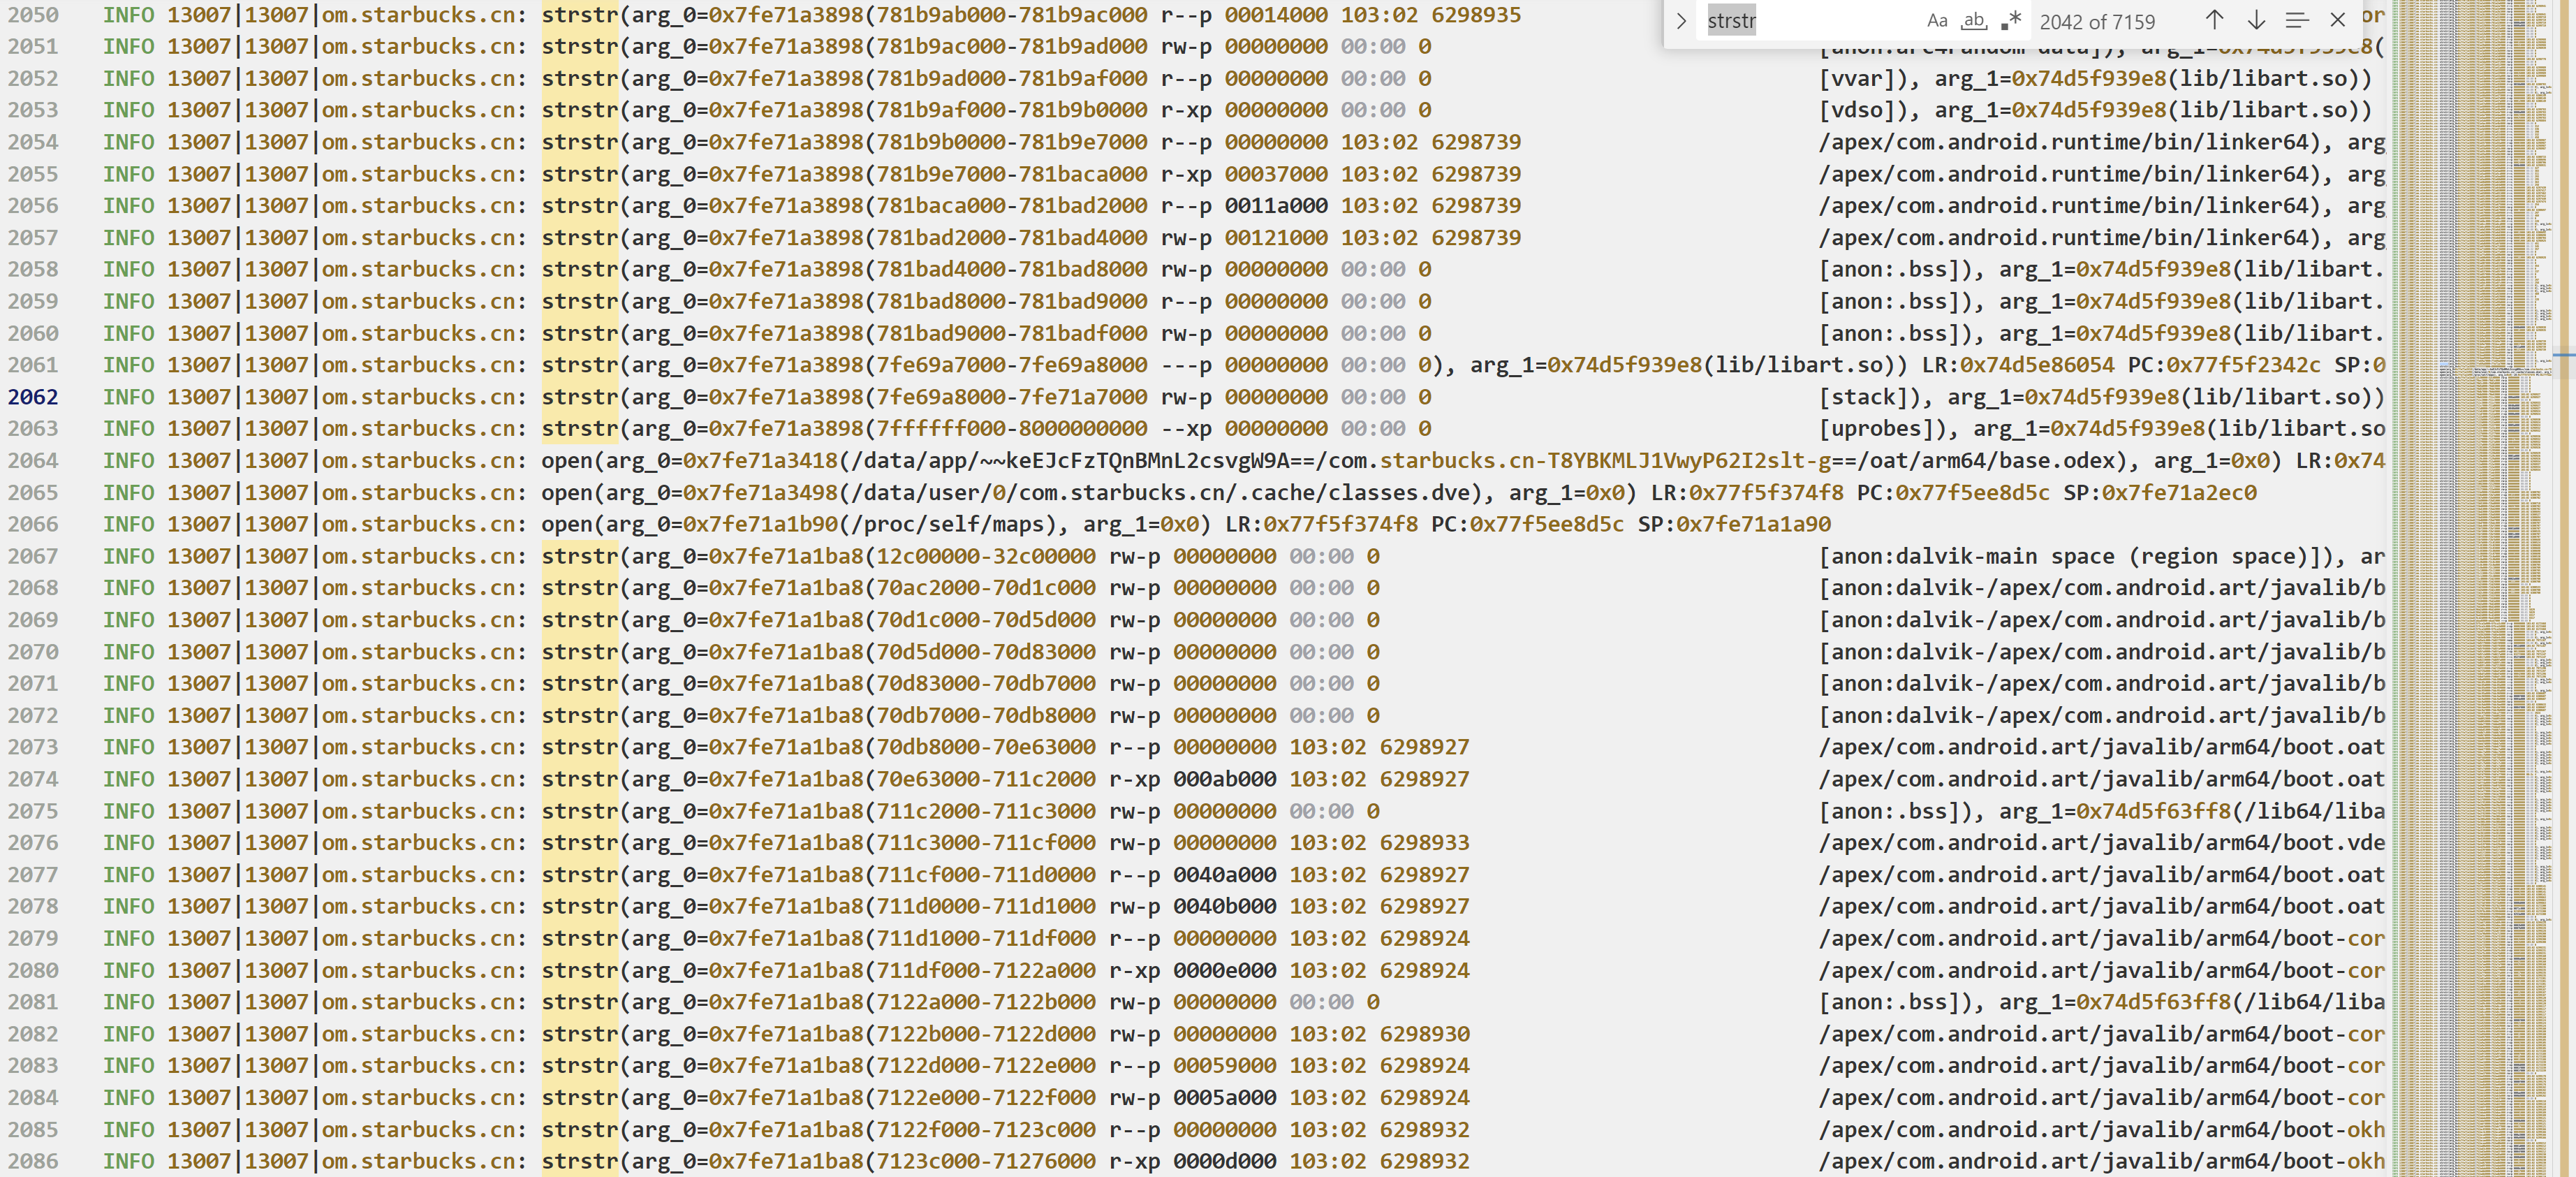 2050 INFO 13007|13007|om.starbucks.cn: strstr(arg_0=0x7fe71a3898(781b9ab000-781b9ac000 r--p 00014000 103:02 6298935
strstr Aa ab .* 2042 of 7159
2051 INFO 13007|13007|om.starbucks.cn: strstr(arg_0=0x7fe71a3898(781b9ac000-781b9ad000 rw-p 00000000 00:00 0 [anon:arc4random data]), arg_1=0x74d5f939e8(
2052 INFO 13007|13007|om.starbucks.cn: strstr(arg_0=0x7fe71a3898(781b9ad000-781b9af000 r--p 00000000 00:00 0 [vvar]), arg_1=0x74d5f939e8(lib/libart.so))
2053 INFO 13007|13007|om.starbucks.cn: strstr(arg_0=0x7fe71a3898(781b9af000-781b9b0000 r-xp 00000000 00:00 0 [vdso]), arg_1=0x74d5f939e8(lib/libart.so))
2054 INFO 13007|13007|om.starbucks.cn: strstr(arg_0=0x7fe71a3898(781b9b0000-781b9e7000 r--p 00000000 103:02 6298739 /apex/com.android.runtime/bin/linker64), arg
2055 INFO 13007|13007|om.starbucks.cn: strstr(arg_0=0x7fe71a3898(781b9e7000-781baca000 r-xp 00037000 103:02 6298739 /apex/com.android.runtime/bin/linker64), arg
2056 INFO 13007|13007|om.starbucks.cn: strstr(arg_0=0x7fe71a3898(781baca000-781bad2000 r--p 0011a000 103:02 6298739 /apex/com.android.runtime/bin/linker64), arg
2057 INFO 13007|13007|om.starbucks.cn: strstr(arg_0=0x7fe71a3898(781bad2000-781bad4000 rw-p 00121000 103:02 6298739 /apex/com.android.runtime/bin/linker64), arg
2058 INFO 13007|13007|om.starbucks.cn: strstr(arg_0=0x7fe71a3898(781bad4000-781bad8000 rw-p 00000000 00:00 0 [anon:.bss]), arg_1=0x74d5f939e8(lib/libart.
2059 INFO 13007|13007|om.starbucks.cn: strstr(arg_0=0x7fe71a3898(781bad8000-781bad9000 r--p 00000000 00:00 0 [anon:.bss]), arg_1=0x74d5f939e8(lib/libart.
2060 INFO 13007|13007|om.starbucks.cn: strstr(arg_0=0x7fe71a3898(781bad9000-781badf000 rw-p 00000000 00:00 0 [anon:.bss]), arg_1=0x74d5f939e8(lib/libart.
2061 INFO 13007|13007|om.starbucks.cn: strstr(arg_0=0x7fe71a3898(7fe69a7000-7fe69a8000 ---p 00000000 00:00 0), arg_1=0x74d5f939e8(lib/libart.so)) LR:0x74d5e86054 PC:0x77f5f2342c SP:0
2062 INFO 13007|13007|om.starbucks.cn: strstr(arg_0=0x7fe71a3898(7fe69a8000-7fe71a7000 rw-p 00000000 00:00 0 [stack]), arg_1=0x74d5f939e8(lib/libart.so))
2063 INFO 13007|13007|om.starbucks.cn: strstr(arg_0=0x7fe71a3898(7ffffff000-8000000000 --xp 00000000 00:00 0 [uprobes]), arg_1=0x74d5f939e8(lib/libart.so
2064 INFO 13007|13007|om.starbucks.cn: open(arg_0=0x7fe71a3418(/data/app/~~keEJcFzTQnBMnL2csvgW9A==/com.starbucks.cn-T8YBKMLJ1VwyP62I2slt-g==/oat/arm64/base.odex), arg_1=0x0) LR:0x74
2065 INFO 13007|13007|om.starbucks.cn: open(arg_0=0x7fe71a3498(/data/user/0/com.starbucks.cn/.cache/classes.dve), arg_1=0x0) LR:0x77f5f374f8 PC:0x77f5ee8d5c SP:0x7fe71a2ec0
2066 INFO 13007|13007|om.starbucks.cn: open(arg_0=0x7fe71a1b90(/proc/self/maps), arg_1=0x0) LR:0x77f5f374f8 PC:0x77f5ee8d5c SP:0x7fe71a1a90
2067 INFO 13007|13007|om.starbucks.cn: strstr(arg_0=0x7fe71a1ba8(12c00000-32c00000 rw-p 00000000 00:00 0 [anon:dalvik-main space (region space)]), ar
2068 INFO 13007|13007|om.starbucks.cn: strstr(arg_0=0x7fe71a1ba8(70ac2000-70d1c000 rw-p 00000000 00:00 0 [anon:dalvik-/apex/com.android.art/javalib/b
2069 INFO 13007|13007|om.starbucks.cn: strstr(arg_0=0x7fe71a1ba8(70d1c000-70d5d000 rw-p 00000000 00:00 0 [anon:dalvik-/apex/com.android.art/javalib/b
2070 INFO 13007|13007|om.starbucks.cn: strstr(arg_0=0x7fe71a1ba8(70d5d000-70d83000 rw-p 00000000 00:00 0 [anon:dalvik-/apex/com.android.art/javalib/b
2071 INFO 13007|13007|om.starbucks.cn: strstr(arg_0=0x7fe71a1ba8(70d83000-70db7000 rw-p 00000000 00:00 0 [anon:dalvik-/apex/com.android.art/javalib/b
2072 INFO 13007|13007|om.starbucks.cn: strstr(arg_0=0x7fe71a1ba8(70db7000-70db8000 rw-p 00000000 00:00 0 [anon:dalvik-/apex/com.android.art/javalib/b
2073 INFO 13007|13007|om.starbucks.cn: strstr(arg_0=0x7fe71a1ba8(70db8000-70e63000 r--p 00000000 103:02 6298927 /apex/com.android.art/javalib/arm64/boot.oat
2074 INFO 13007|13007|om.starbucks.cn: strstr(arg_0=0x7fe71a1ba8(70e63000-711c2000 r-xp 000ab000 103:02 6298927 /apex/com.android.art/javalib/arm64/boot.oat
2075 INFO 13007|13007|om.starbucks.cn: strstr(arg_0=0x7fe71a1ba8(711c2000-711c3000 rw-p 00000000 00:00 0 [anon:.bss]), arg_1=0x74d5f63ff8(/lib64/liba
2076 INFO 13007|13007|om.starbucks.cn: strstr(arg_0=0x7fe71a1ba8(711c3000-711cf000 rw-p 00000000 103:02 6298933 /apex/com.android.art/javalib/arm64/boot.vde
2077 INFO 13007|13007|om.starbucks.cn: strstr(arg_0=0x7fe71a1ba8(711cf000-711d0000 r--p 0040a000 103:02 6298927 /apex/com.android.art/javalib/arm64/boot.oat
2078 INFO 13007|13007|om.starbucks.cn: strstr(arg_0=0x7fe71a1ba8(711d0000-711d1000 rw-p 0040b000 103:02 6298927 /apex/com.android.art/javalib/arm64/boot.oat
2079 INFO 13007|13007|om.starbucks.cn: strstr(arg_0=0x7fe71a1ba8(711d1000-711df000 r--p 00000000 103:02 6298924 /apex/com.android.art/javalib/arm64/boot-cor
2080 INFO 13007|13007|om.starbucks.cn: strstr(arg_0=0x7fe71a1ba8(711df000-7122a000 r-xp 0000e000 103:02 6298924 /apex/com.android.art/javalib/arm64/boot-cor
2081 INFO 13007|13007|om.starbucks.cn: strstr(arg_0=0x7fe71a1ba8(7122a000-7122b000 rw-p 00000000 00:00 0 [anon:.bss]), arg_1=0x74d5f63ff8(/lib64/liba
2082 INFO 13007|13007|om.starbucks.cn: strstr(arg_0=0x7fe71a1ba8(7122b000-7122d000 rw-p 00000000 103:02 6298930 /apex/com.android.art/javalib/arm64/boot-cor
2083 INFO 13007|13007|om.starbucks.cn: strstr(arg_0=0x7fe71a1ba8(7122d000-7122e000 r--p 00059000 103:02 6298924 /apex/com.android.art/javalib/arm64/boot-cor
2084 INFO 13007|13007|om.starbucks.cn: strstr(arg_0=0x7fe71a1ba8(7122e000-7122f000 rw-p 0005a000 103:02 6298924 /apex/com.android.art/javalib/arm64/boot-cor
2085 INFO 13007|13007|om.starbucks.cn: strstr(arg_0=0x7fe71a1ba8(7122f000-7123c000 r--p 00000000 103:02 6298932 /apex/com.android.art/javalib/arm64/boot-okh
2086 INFO 13007|13007|om.starbucks.cn: strstr(arg_0=0x7fe71a1ba8(7123c000-71276000 r-xp 0000d000 103:02 6298932 /apex/com.android.art/javalib/arm64/boot-okh